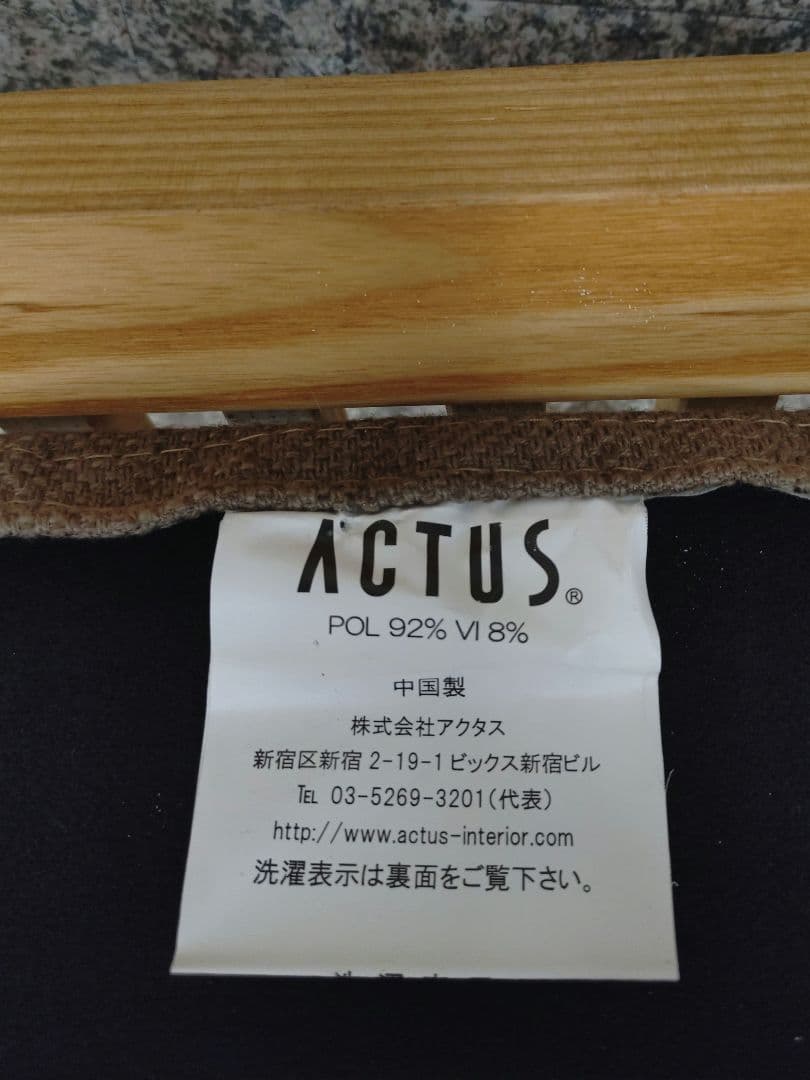 ACTUS®
POL 92% VI 8%
中国製
株式会社アクタス
新宿区新宿 2-19-1 ビックス新宿ビル
℡ 03-5269-3201(代表)
http://www.actus-interior.com
洗濯表示は裏面をご覧下さい。